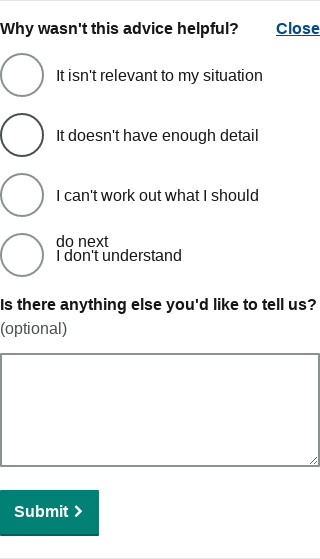 Why wasn't this advice helpful? Close
It isn't relevant to my situation
It doesn't have enough detail
I can't work out what I should
do next
I don't understand
Is there anything else you'd like to tell us?
(optional)
Submit